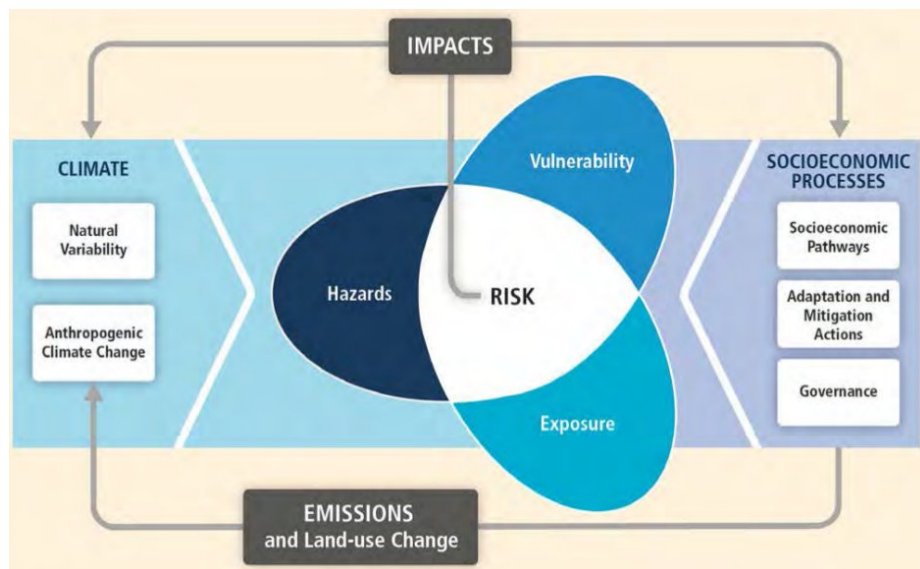 IMPACTS
CLIMATE
Natural
Variability
Anthropogenic
Climate Change
Vulnerability
Hazards
RISK
Exposure
SOCIOECONOMIC
PROCESSES
Socioeconomic
Pathways
Adaptation and
Mitigation
Actions
Governance
EMISSIONS
and Land-use Change